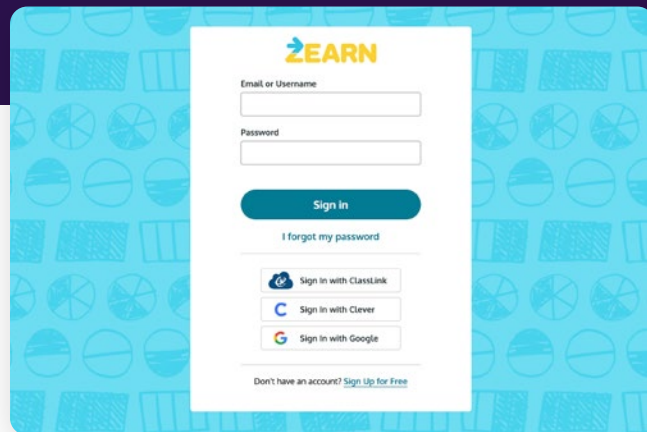 ZEARN
Email or Username
Password
Sign in
I forgot my password
Sign In with ClassLink
Sign In with Clever
Sign In with Google
Don't have an account? Sign Up for Free